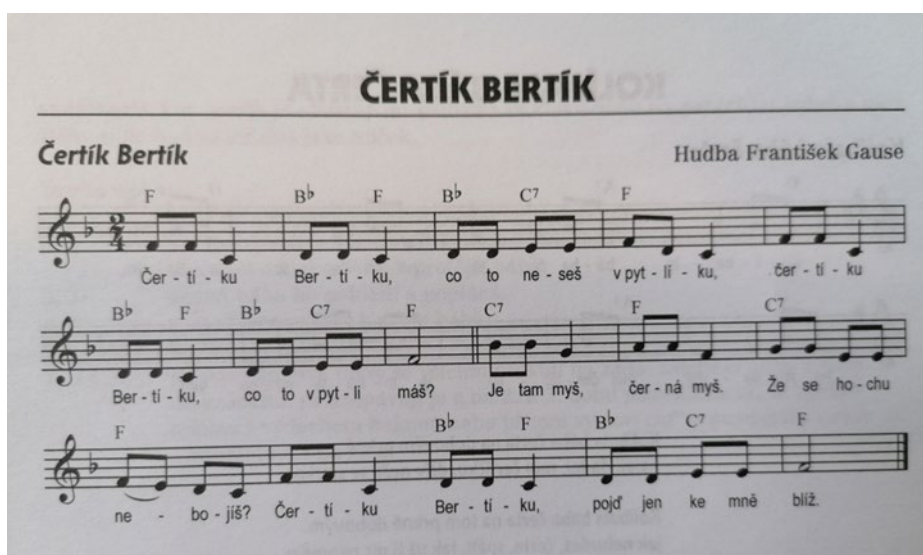 ČERTÍK BERTÍK
Čertík Bertík
Hudba František Gause
F B♭ F B♭ C7 F
2/4
Čer - tí - ku Ber - tí - ku, co to ne - seš v pyt - lí - ku, čer - tí - ku
B♭ F B♭ C7 F C7 F
Ber - tí - ku, co to v pyt - li máš? Je tam myš, čer - ná myš. Že se ho - chu
F B♭ F B♭ C7 F
ne - bo - jíš? Čer - tí - ku Ber - tí - ku, pojď jen ke mně blíž.